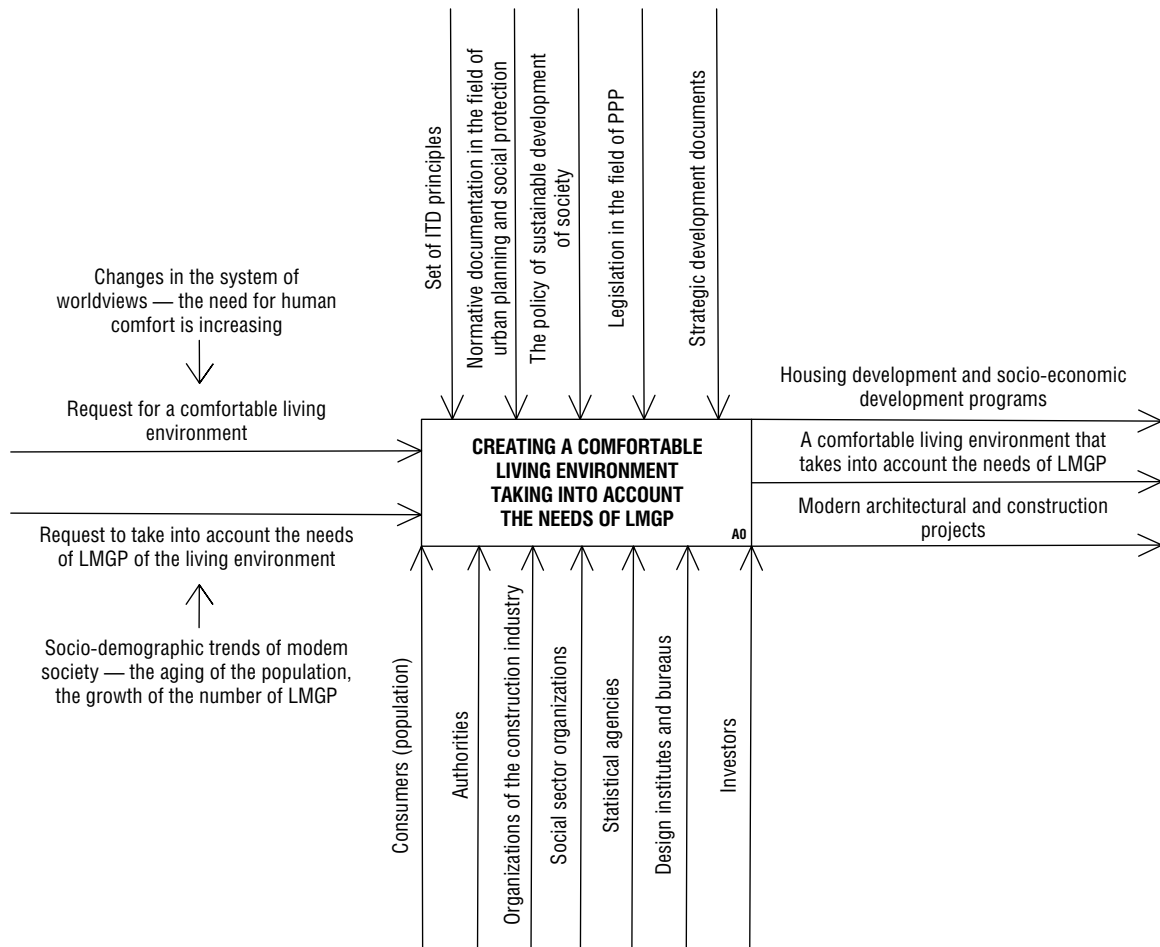 Set of ITD principles
Normative documentation in the field of
urban planning and social protection
The policy of sustainable development
of society
Legislation in the field of PPP
Strategic development documents
Changes in the system of
worldviews — the need for human
comfort is increasing
Request for a comfortable living
environment
Request to take into account the needs
of LMGP of the living environment
Socio-demographic trends of modem
society — the aging of the population,
the growth of the number of LMGP
CREATING A COMFORTABLE
LIVING ENVIRONMENT
TAKING INTO ACCOUNT
THE NEEDS OF LMGP
A0
Housing development and socio-economic
development programs
A comfortable living environment that
takes into account the needs of LMGP
Modern architectural and construction
projects
Consumers (population)
Authorities
Organizations of the construction industry
Social sector organizations
Statistical agencies
Design institutes and bureaus
Investors